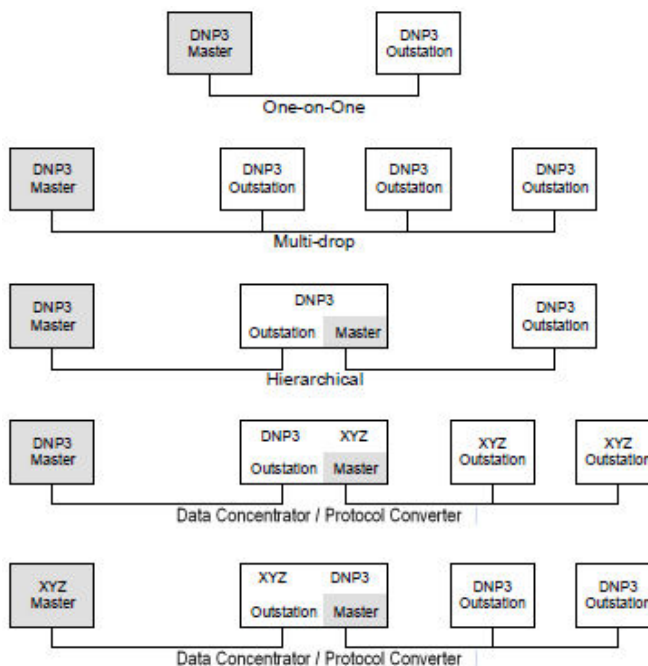 DNP3 DNP3
Master Outstation
One-on-One
DNP3 DNP3 DNP3 DNP3
Master Outstation Outstation Outstation
Multi-drop
DNP3 DNP3 DNP3
Master Outstation Master Outstation
Hierarchical
DNP3 DNP3 XYZ XYZ XYZ
Master Outstation Master Outstation Outstation
Data Concentrator / Protocol Converter
XYZ XYZ DNP3 DNP3 DNP3
Master Outstation Master Outstation Outstation
Data Concentrator / Protocol Converter